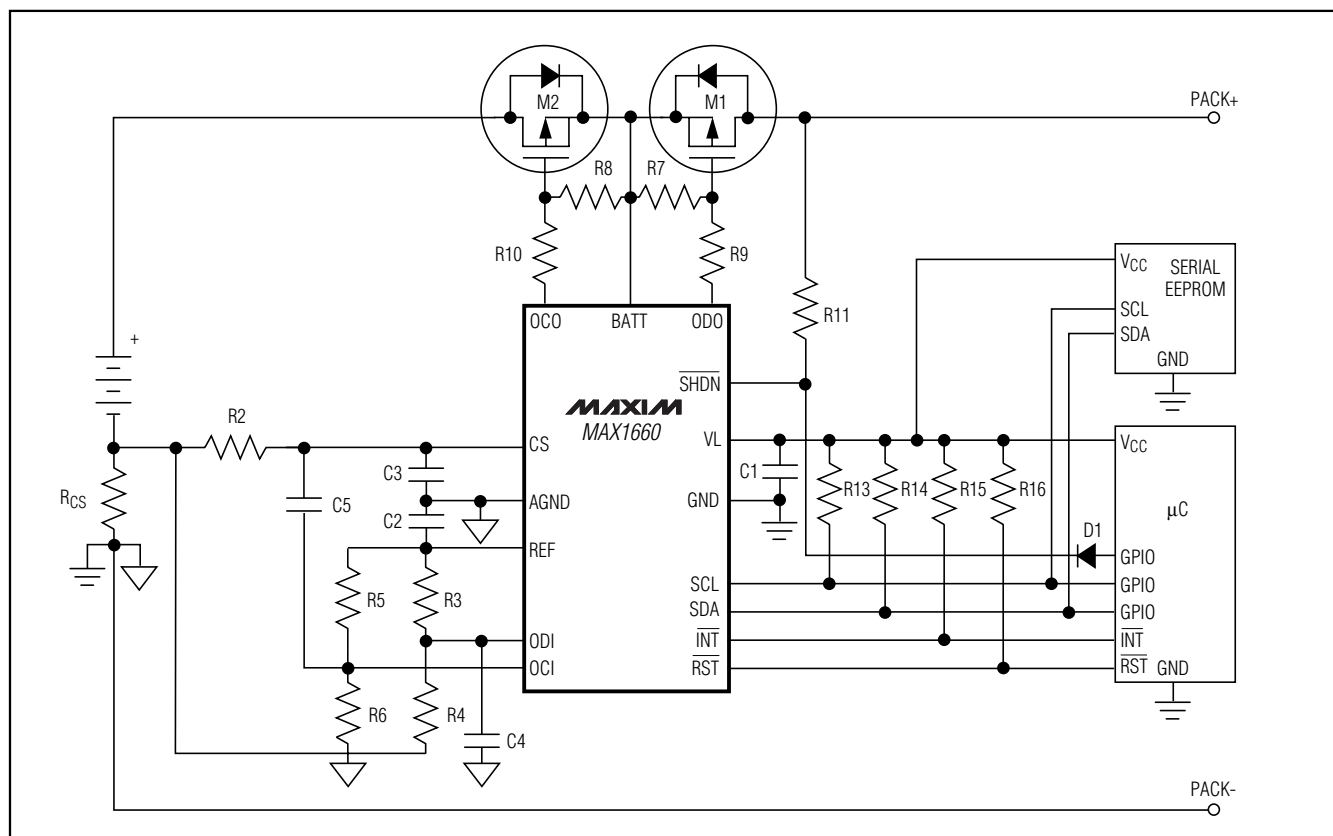 M2
M1
PACK+
R8
R7
R10
R9
R11
OCO
BATT
ODO
VCC
SERIAL
EEPROM
SCL
SDA
GND
+
SHDN
MAXIM
MAX1660
R2
CS
VL
VCC
C3
C1
R13
R14
R15
R16
RCS
C5
AGND
GND
C2
μC
D1
REF
GPIO
R5
R3
SCL
GPIO
SDA
GPIO
ODI
INT
INT
OCI
RST
RST
GND
R6
R4
C4
PACK-